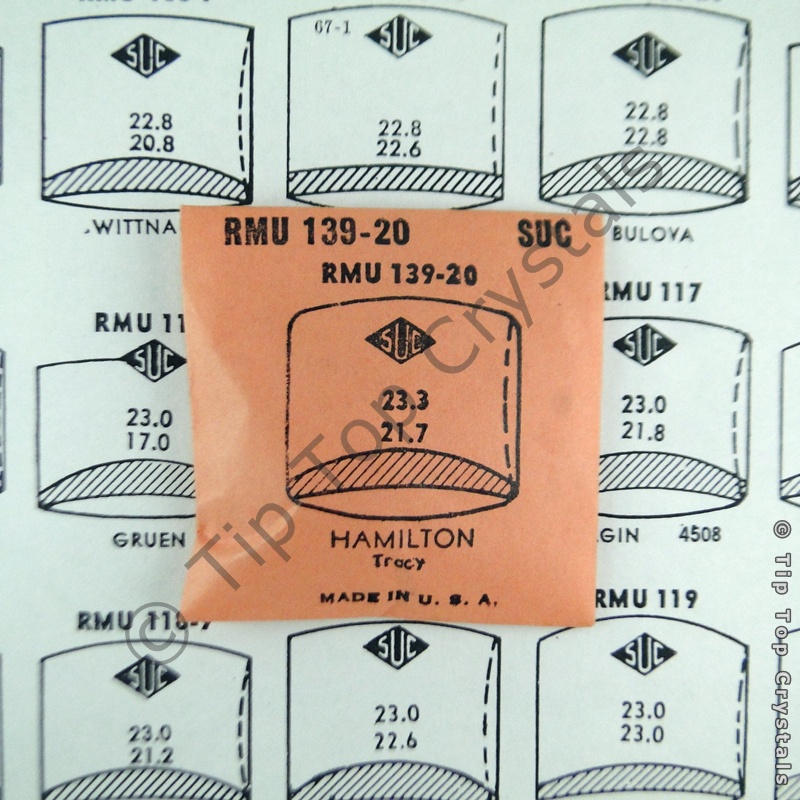 67-1
SUC
SUC
SUC
22.8
20.8
22.8
22.6
22.8
22.8
BULOVA
RMU 139-20 SUC
RMU 139-20
SUC
23.3
21.7
HAMILTON
Tracy
MADE IN U. S. A.
SUC
23.0
17.0
GRUEN
RMU 117
SUC
23.0
21.8
4508
RMU 118-7
SUC
23.0
21.2
SUC
23.0
22.6
RMU 119
SUC
23.0
23.0
© Tip-Top Crystals
© Tip Top Crystals